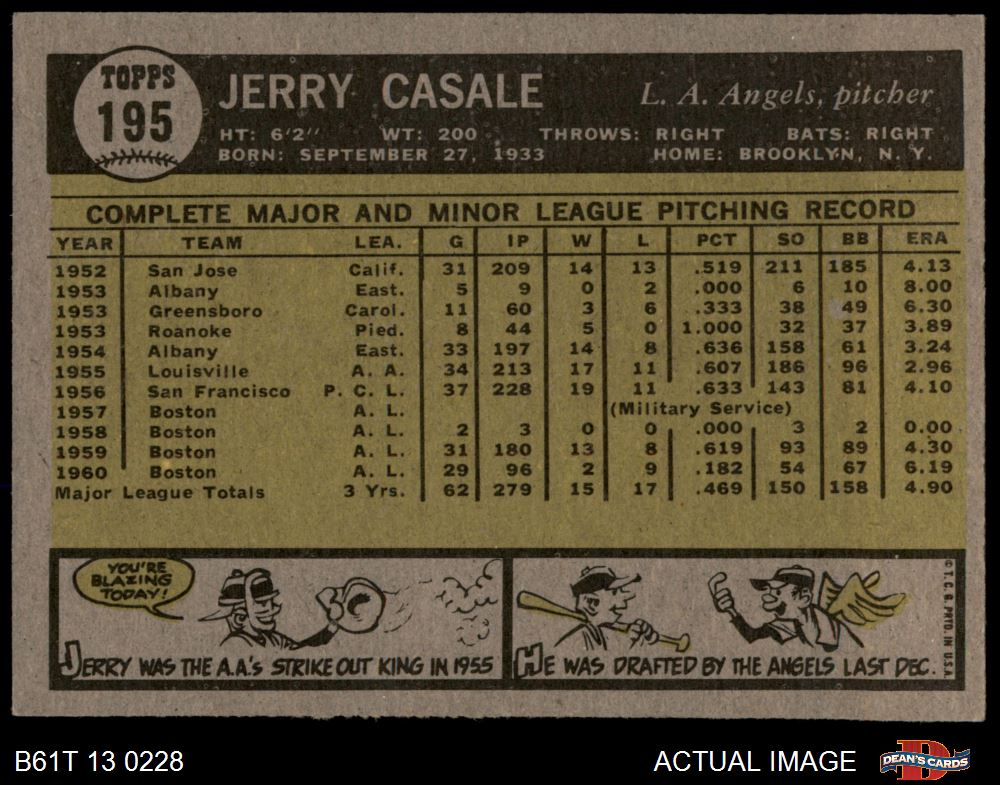 TOPPS
195
JERRY CASALE
L. A. Angels, pitcher
HT: 6'2" WT: 200 THROWS: RIGHT BATS: RIGHT
BORN: SEPTEMBER 27, 1933 HOME: BROOKLYN, N. Y.
COMPLETE MAJOR AND MINOR LEAGUE PITCHING RECORD
YEAR TEAM LEA. G IP W L PCT SO BB ERA
1952 San Jose Calif. 31 209 14 13 .519 211 185 4.13
1953 Albany East. 5 9 0 2 .000 6 10 8.00
1953 Greensboro Carol. 11 60 3 6 .333 38 49 6.30
1953 Roanoke Pied. 8 44 5 0 1.000 32 37 3.89
1954 Albany East. 33 197 14 8 .636 158 61 3.24
1955 Louisville A. A. 34 213 17 11 .607 186 96 2.96
1956 San Francisco P. C. L. 37 228 19 11 .633 143 81 4.10
1957 Boston A. L. (Military Service)
1958 Boston A. L. 2 3 0 0 .000 3 2 0.00
1959 Boston A. L. 31 180 13 8 .619 93 89 4.30
1960 Boston A. L. 29 96 2 9 .182 54 67 6.19
Major League Totals 3 Yrs. 62 279 15 17 .469 150 158 4.90
YOU'RE
BLAZING
TODAY!
JERRY WAS THE A.A.'s STRIKE OUT KING IN 1955
HE WAS DRAFTED BY THE ANGELS LAST DEC.
© T. C. G. PRTD. IN U.S.A.
B61T 13 0228
ACTUAL IMAGE
D
DEAN'S CARDS